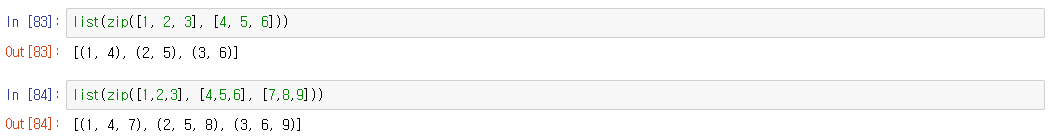 In [83]: list(zip([1, 2, 3], [4, 5, 6]))
Out[83]: [(1, 4), (2, 5), (3, 6)]
In [84]: list(zip([1,2,3], [4,5,6], [7,8,9]))
Out[84]: [(1, 4, 7), (2, 5, 8), (3, 6, 9)]